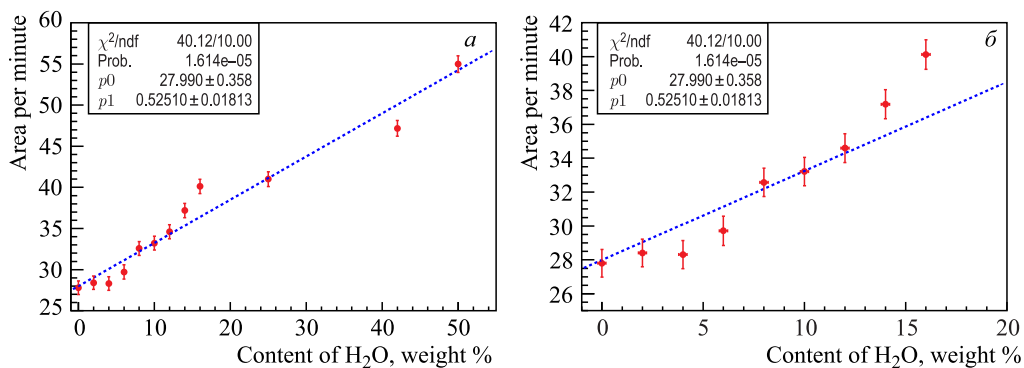 a
χ²/ndf 40.12/10.00
Prob. 1.614e–05
p0 27.990 ± 0.358
p1 0.52510 ± 0.01813
Area per minute
60
55
50
45
40
35
30
25
0 10 20 30 40 50
Content of H₂O, weight %
б
χ²/ndf 40.12/10.00
Prob. 1.614e–05
p0 27.990 ± 0.358
p1 0.52510 ± 0.01813
Area per minute
42
40
38
36
34
32
30
28
26
0 5 10 15 20
Content of H₂O, weight %